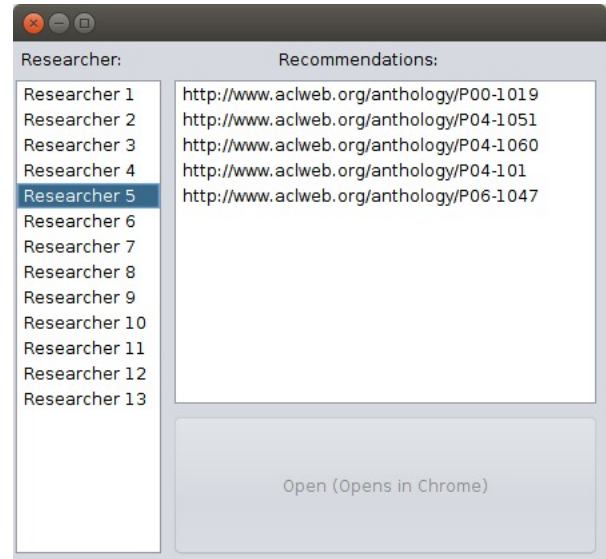 Researcher:
Recommendations:
Researcher 1
Researcher 2
Researcher 3
Researcher 4
Researcher 5
Researcher 6
Researcher 7
Researcher 8
Researcher 9
Researcher 10
Researcher 11
Researcher 12
Researcher 13
http://www.aclweb.org/anthology/P00-1019
http://www.aclweb.org/anthology/P04-1051
http://www.aclweb.org/anthology/P04-1060
http://www.aclweb.org/anthology/P04-101
http://www.aclweb.org/anthology/P06-1047
Open (Opens in Chrome)